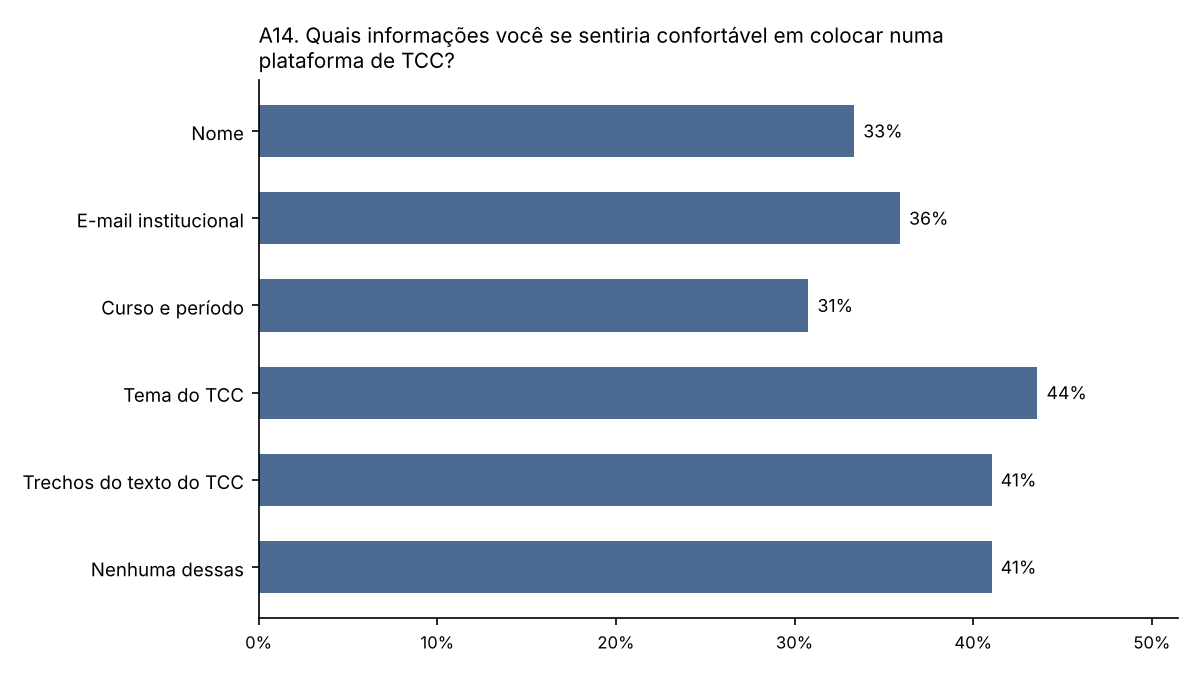 A14. Quais informações você se sentiria confortável em colocar numa
plataforma de TCC?
Nome
33%
E-mail institucional
36%
Curso e período
31%
Tema do TCC
44%
Trechos do texto do TCC
41%
Nenhuma dessas
41%
0%
10%
20%
30%
40%
50%